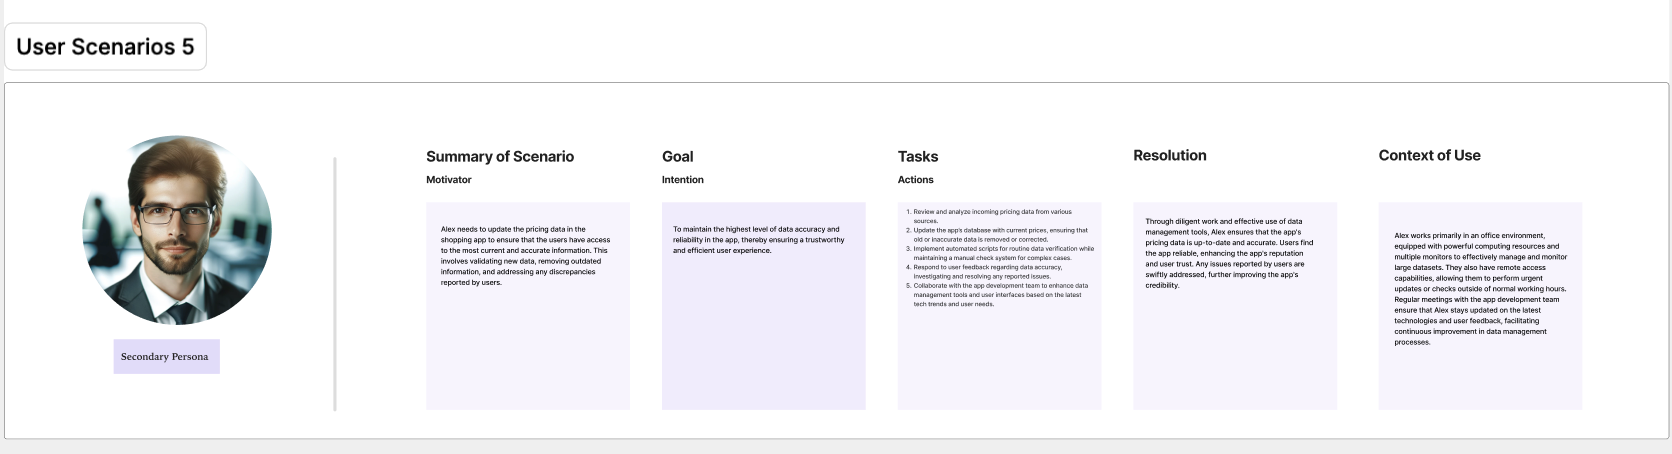 User Scenarios 5
Secondary Persona
Summary of Scenario
Motivator
Alex needs to update the pricing data in the
shopping app to ensure that the users have access
to the most current and accurate information. This
involves validating new data, removing outdated
information, and addressing any discrepancies
reported by users.
Goal
Intention
To maintain the highest level of data accuracy and
reliability in the app, thereby ensuring a trustworthy
and efficient user experience.
Tasks
Actions
1. Review and analyze incoming pricing data from various
sources.
2. Update the app's database with current prices, ensuring that
old or inaccurate data is removed or corrected.
3. Implement automated scripts for routine data verification while
maintaining a manual check system for complex cases.
4. Respond to user feedback regarding data accuracy,
investigating and resolving any reported issues.
5. Collaborate with the app development team to enhance data
management tools and user interfaces based on the latest
tech trends and user needs.
Resolution
Through diligent work and effective use of data
management tools, Alex ensures that the app's
pricing data is up-to-date and accurate. Users find
the app reliable, enhancing the app's reputation
and user trust. Any issues reported by users are
swiftly addressed, further improving the app's
credibility.
Context of Use
Alex works primarily in an office environment,
equipped with powerful computing resources and
multiple monitors to effectively manage and monitor
large datasets. They also have remote access
capabilities, allowing them to perform urgent
updates or checks outside of normal working hours.
Regular meetings with the app development team
ensure that Alex stays updated on the latest
technologies and user feedback, facilitating
continuous improvement in data management
processes.